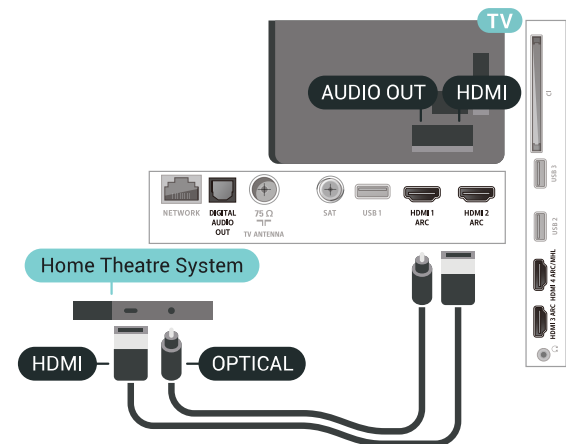 TV
AUDIO OUT
HDMI
NETWORK
DIGITAL
AUDIO
OUT
75 Ω
TV ANTENNA
SAT
USB 1
HDMI 1
ARC
HDMI 2
ARC
CI
USB 3
USB 2
HDMI 4 ARC/MHL
HDMI 3 ARC
Home Theatre System
HDMI
OPTICAL